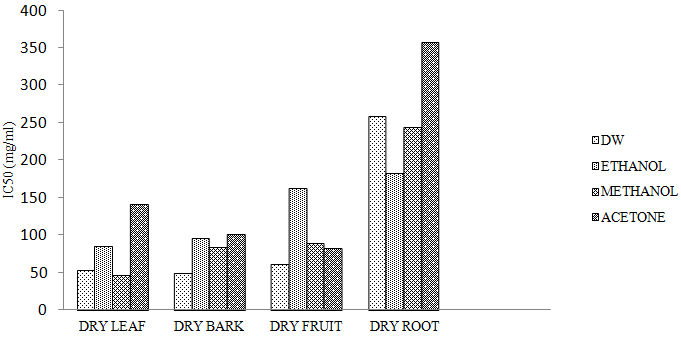 400
350
300
250
200
150
100
50
0
IC50 (mg/ml)
DRY LEAF DRY BARK DRY FRUIT DRY ROOT
DW
ETHANOL
METHANOL
ACETONE